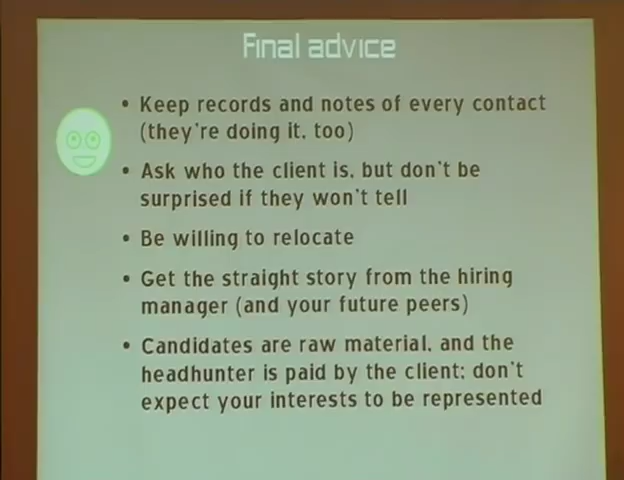 Final advice
• Keep records and notes of every contact
(they're doing it, too)
• Ask who the client is, but don't be
surprised if they won't tell
• Be willing to relocate
• Get the straight story from the hiring
manager (and your future peers)
• Candidates are raw material, and the
headhunter is paid by the client; don't
expect your interests to be represented